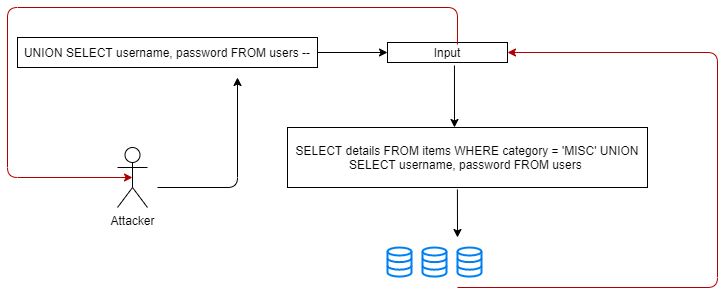 UNION SELECT username, password FROM users --
Input
SELECT details FROM items WHERE category = 'MISC' UNION
SELECT username, password FROM users
Attacker